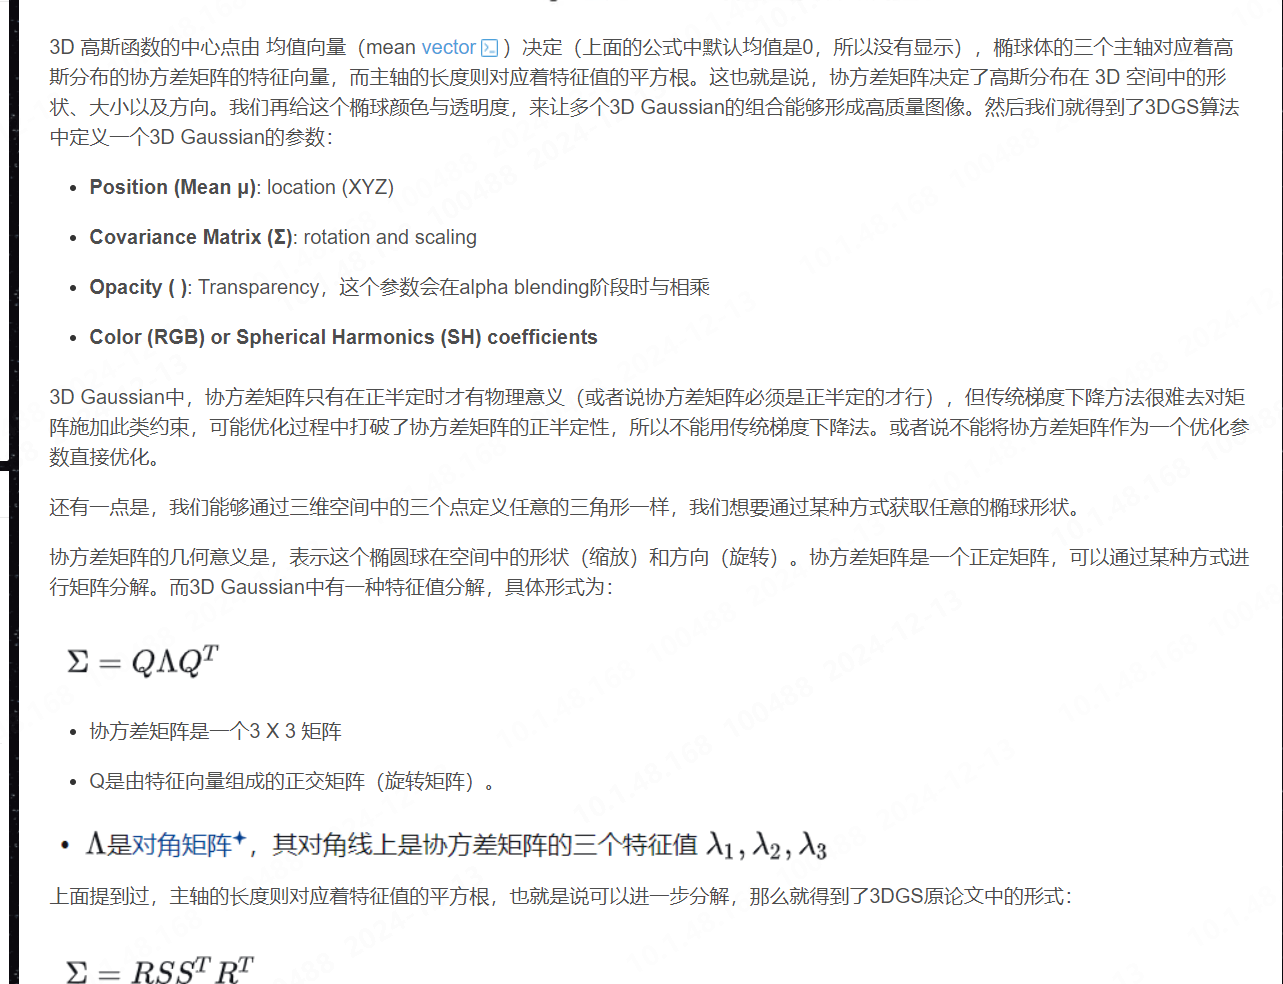 3D 高斯函数的中心点由 均值向量（mean vector ）决定（上面的公式中默认均值是0，所以没有显示），椭球体的三个主轴对应着高
斯分布的协方差矩阵的特征向量，而主轴的长度则对应着特征值的平方根。这也就是说，协方差矩阵决定了高斯分布在 3D 空间中的形
状、大小以及方向。我们再给这个椭球颜色与透明度，来让多个3D Gaussian的组合能够形成高质量图像。然后我们就得到了3DGS算法
中定义一个3D Gaussian的参数：
• Position (Mean μ): location (XYZ)
• Covariance Matrix (Σ): rotation and scaling
• Opacity ( ): Transparency，这个参数会在alpha blending阶段时与相乘
• Color (RGB) or Spherical Harmonics (SH) coefficients
3D Gaussian中，协方差矩阵只有在正半定时才有物理意义（或者说协方差矩阵必须是正半定的才行），但传统梯度下降方法很难去对矩
阵施加此类约束，可能优化过程中打破了协方差矩阵的正半定性，所以不能用传统梯度下降法。或者说不能将协方差矩阵作为一个优化参
数直接优化。
还有一点是，我们能够通过三维空间中的三个点定义任意的三角形一样，我们想要通过某种方式获取任意的椭球形状。
协方差矩阵的几何意义是，表示这个椭圆球在空间中的形状（缩放）和方向（旋转）。协方差矩阵是一个正定矩阵，可以通过某种方式进
行矩阵分解。而3D Gaussian中有一种特征值分解，具体形式为：
Σ = QΛQ^T
• 协方差矩阵是一个3 X 3 矩阵
• Q是由特征向量组成的正交矩阵（旋转矩阵）。
• Λ是对角矩阵，其对角线上是协方差矩阵的三个特征值 λ₁, λ₂, λ₃
上面提到过，主轴的长度则对应着特征值的平方根，也就是说可以进一步分解，那么就得到了3DGS原论文中的形式：
Σ = RSS^T R^T